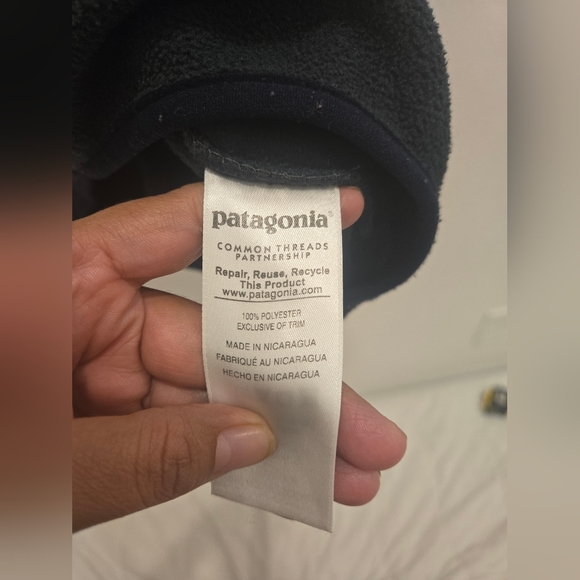 patagonia®
COMMON THREADS
PARTNERSHIP
Repair, Reuse, Recycle
This Product
www.patagonia.com
100% POLYESTER
EXCLUSIVE OF TRIM
MADE IN NICARAGUA
FABRIQUÉ AU NICARAGUA
HECHO EN NICARAGUA